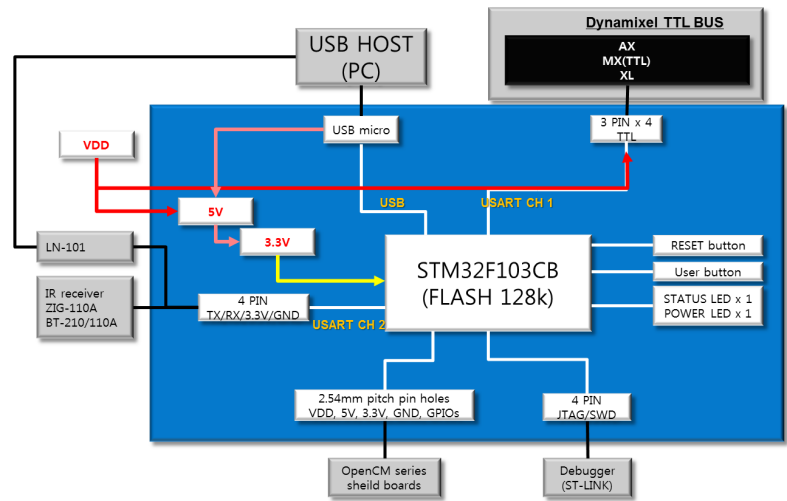 USB HOST
(PC)
Dynamixel TTL BUS
AX
MX(TTL)
XL
USB micro
3 PIN x 4
TTL
VDD
5V
3.3V
USB
USART CH 1
LN-101
IR receiver
ZIG-110A
BT-210/110A
4 PIN
TX/RX/3.3V/GND
USART CH 2
STM32F103CB
(FLASH 128k)
RESET button
User button
STATUS LED x 1
POWER LED x 1
2.54mm pitch pin holes
VDD, 5V, 3.3V, GND, GPIOs
4 PIN
JTAG/SWD
OpenCM series
sheild boards
Debugger
(ST-LINK)